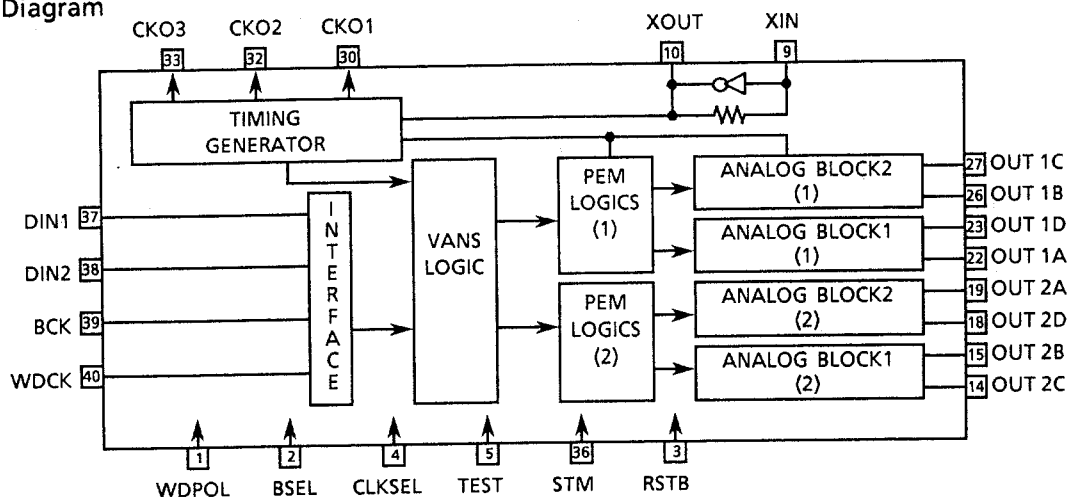 Diagram
CKO3 CKO2 CKO1 XOUT XIN
33 32 30 10 9
TIMING
GENERATOR
INTERFACE
VANS
LOGIC
PEM
LOGICS
(1)
PEM
LOGICS
(2)
ANALOG BLOCK2
(1)
ANALOG BLOCK1
(1)
ANALOG BLOCK2
(2)
ANALOG BLOCK1
(2)
DIN1 37
DIN2 38
BCK 39
WDCK 40
27 OUT 1C
26 OUT 1B
23 OUT 1D
22 OUT 1A
19 OUT 2A
18 OUT 2D
15 OUT 2B
14 OUT 2C
1 2 4 5 36 3
WDPOL BSEL CLKSEL TEST STM RSTB